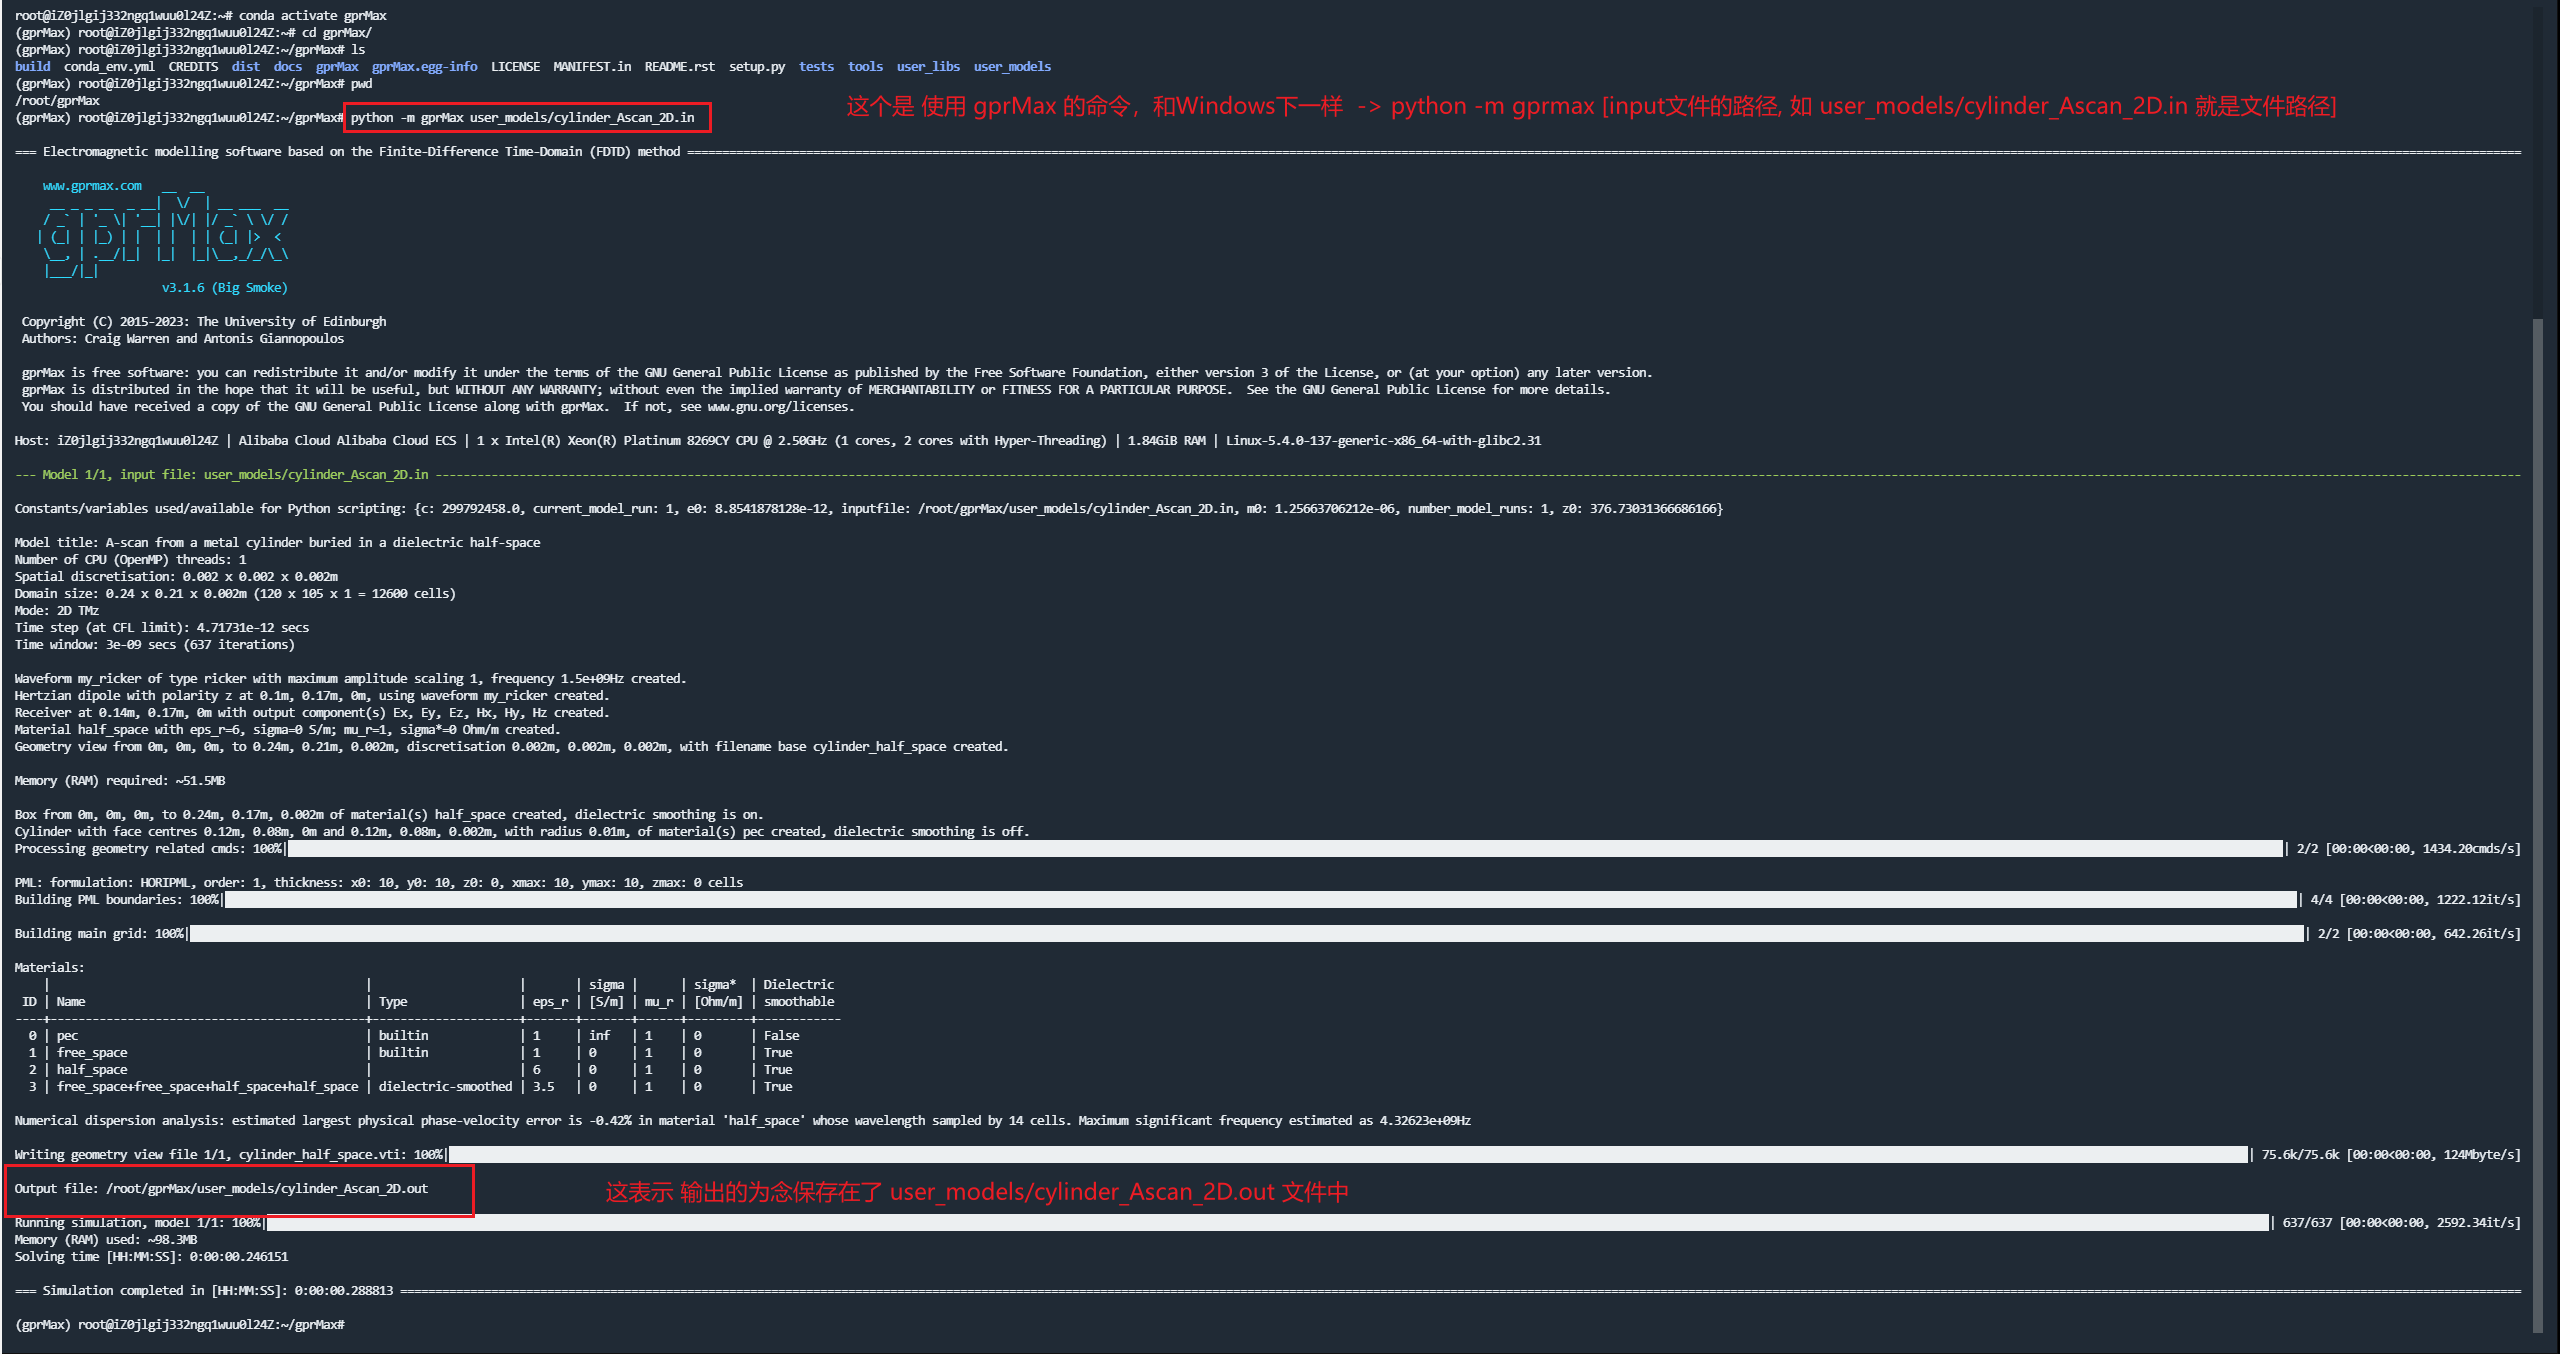 root@iZ0jlgij332ngq1wuu0l24Z:~# conda activate gprMax
(gprMax) root@iZ0jlgij332ngq1wuu0l24Z:~# cd gprMax/
(gprMax) root@iZ0jlgij332ngq1wuu0l24Z:~/gprMax# ls
build conda_env.yml CREDITS dist docs gprMax gprMax.egg-info LICENSE MANIFEST.in README.rst setup.py tests tools user_libs user_models
(gprMax) root@iZ0jlgij332ngq1wuu0l24Z:~/gprMax# pwd
/root/gprMax
(gprMax) root@iZ0jlgij332ngq1wuu0l24Z:~/gprMax# python -m gprMax user_models/cylinder_Ascan_2D.in
这个是 使用 gprMax 的命令，和Windows下一样 -> python -m gprmax [input文件的路径, 如 user_models/cylinder_Ascan_2D.in 就是文件路径]
=== Electromagnetic modelling software based on the Finite-Difference Time-Domain (FDTD) method ===
www.gprmax.com
gprMax
v3.1.6 (Big Smoke)
Copyright (C) 2015-2023: The University of Edinburgh
Authors: Craig Warren and Antonis Giannopoulos
gprMax is free software: you can redistribute it and/or modify it under the terms of the GNU General Public License as published by the Free Software Foundation, either version 3 of the License, or (at your option) any later version.
gprMax is distributed in the hope that it will be useful, but WITHOUT ANY WARRANTY; without even the implied warranty of MERCHANTABILITY or FITNESS FOR A PARTICULAR PURPOSE. See the GNU General Public License for more details.
You should have received a copy of the GNU General Public License along with gprMax. If not, see www.gnu.org/licenses.
Host: iZ0jlgij332ngq1wuu0l24Z | Alibaba Cloud Alibaba Cloud ECS | 1 x Intel(R) Xeon(R) Platinum 8269CY CPU @ 2.50GHz (1 cores, 2 cores with Hyper-Threading) | 1.84GiB RAM | Linux-5.4.0-137-generic-x86_64-with-glibc2.31
--- Model 1/1, input file: user_models/cylinder_Ascan_2D.in ---
Constants/variables used/available for Python scripting: {c: 299792458.0, current_model_run: 1, e0: 8.8541878128e-12, inputfile: /root/gprMax/user_models/cylinder_Ascan_2D.in, m0: 1.25663706212e-06, number_model_runs: 1, z0: 376.73031366686166}
Model title: A-scan from a metal cylinder buried in a dielectric half-space
Number of CPU (OpenMP) threads: 1
Spatial discretisation: 0.002 x 0.002 x 0.002m
Domain size: 0.24 x 0.21 x 0.002m (120 x 105 x 1 = 12600 cells)
Mode: 2D TMz
Time step (at CFL limit): 4.71731e-12 secs
Time window: 3e-09 secs (637 iterations)
Waveform my_ricker of type ricker with maximum amplitude scaling 1, frequency 1.5e+09Hz created.
Hertzian dipole with polarity z at 0.1m, 0.17m, 0m, using waveform my_ricker created.
Receiver at 0.14m, 0.17m, 0m with output component(s) Ex, Ey, Ez, Hx, Hy, Hz created.
Material half_space with eps_r=6, sigma=0 S/m; mu_r=1, sigma*=0 Ohm/m created.
Geometry view from 0m, 0m, 0m, to 0.24m, 0.21m, 0.002m, discretisation 0.002m, 0.002m, 0.002m, with filename base cylinder_half_space created.
Memory (RAM) required: ~51.5MB
Box from 0m, 0m, 0m, to 0.24m, 0.17m, 0.002m of material(s) half_space created, dielectric smoothing is on.
Cylinder with face centres 0.12m, 0.08m, 0m and 0.12m, 0.08m, 0.002m, with radius 0.01m, of material(s) pec created, dielectric smoothing is off.
Processing geometry related cmds: 100%| | 2/2 [00:00<00:00, 1434.20cmds/s]
PML: formulation: HORIPML, order: 1, thickness: x0: 10, y0: 10, z0: 0, xmax: 10, ymax: 10, zmax: 0 cells
Building PML boundaries: 100%| | 4/4 [00:00<00:00, 1222.12it/s]
Building main grid: 100%| | 2/2 [00:00<00:00, 642.26it/s]
Materials:
| | | | sigma | | sigma* | Dielectric
ID | Name | Type | eps_r | [S/m] | mu_r | [Ohm/m] | smoothable
0 | pec | builtin | 1 | inf | 1 | 0 | False
1 | free_space | builtin | 1 | 0 | 1 | 0 | True
2 | half_space | | 6 | 0 | 1 | 0 | True
3 | free_space+free_space+half_space+half_space | dielectric-smoothed | 3.5 | 0 | 1 | 0 | True
Numerical dispersion analysis: estimated largest physical phase-velocity error is -0.42% in material 'half_space' whose wavelength sampled by 14 cells. Maximum significant frequency estimated as 4.32623e+09Hz
Writing geometry view file 1/1, cylinder_half_space.vti: 100%| | 75.6k/75.6k [00:00<00:00, 124Mbyte/s]
Output file: /root/gprMax/user_models/cylinder_Ascan_2D.out
这表示 输出的为念保存在了 user_models/cylinder_Ascan_2D.out 文件中
Running simulation, model 1/1: 100%| | 637/637 [00:00<00:00, 2592.34it/s]
Memory (RAM) used: ~98.3MB
Solving time [HH:MM:SS]: 0:00:00.246151
=== Simulation completed in [HH:MM:SS]: 0:00:00.288813 ===
(gprMax) root@iZ0jlgij332ngq1wuu0l24Z:~/gprMax#